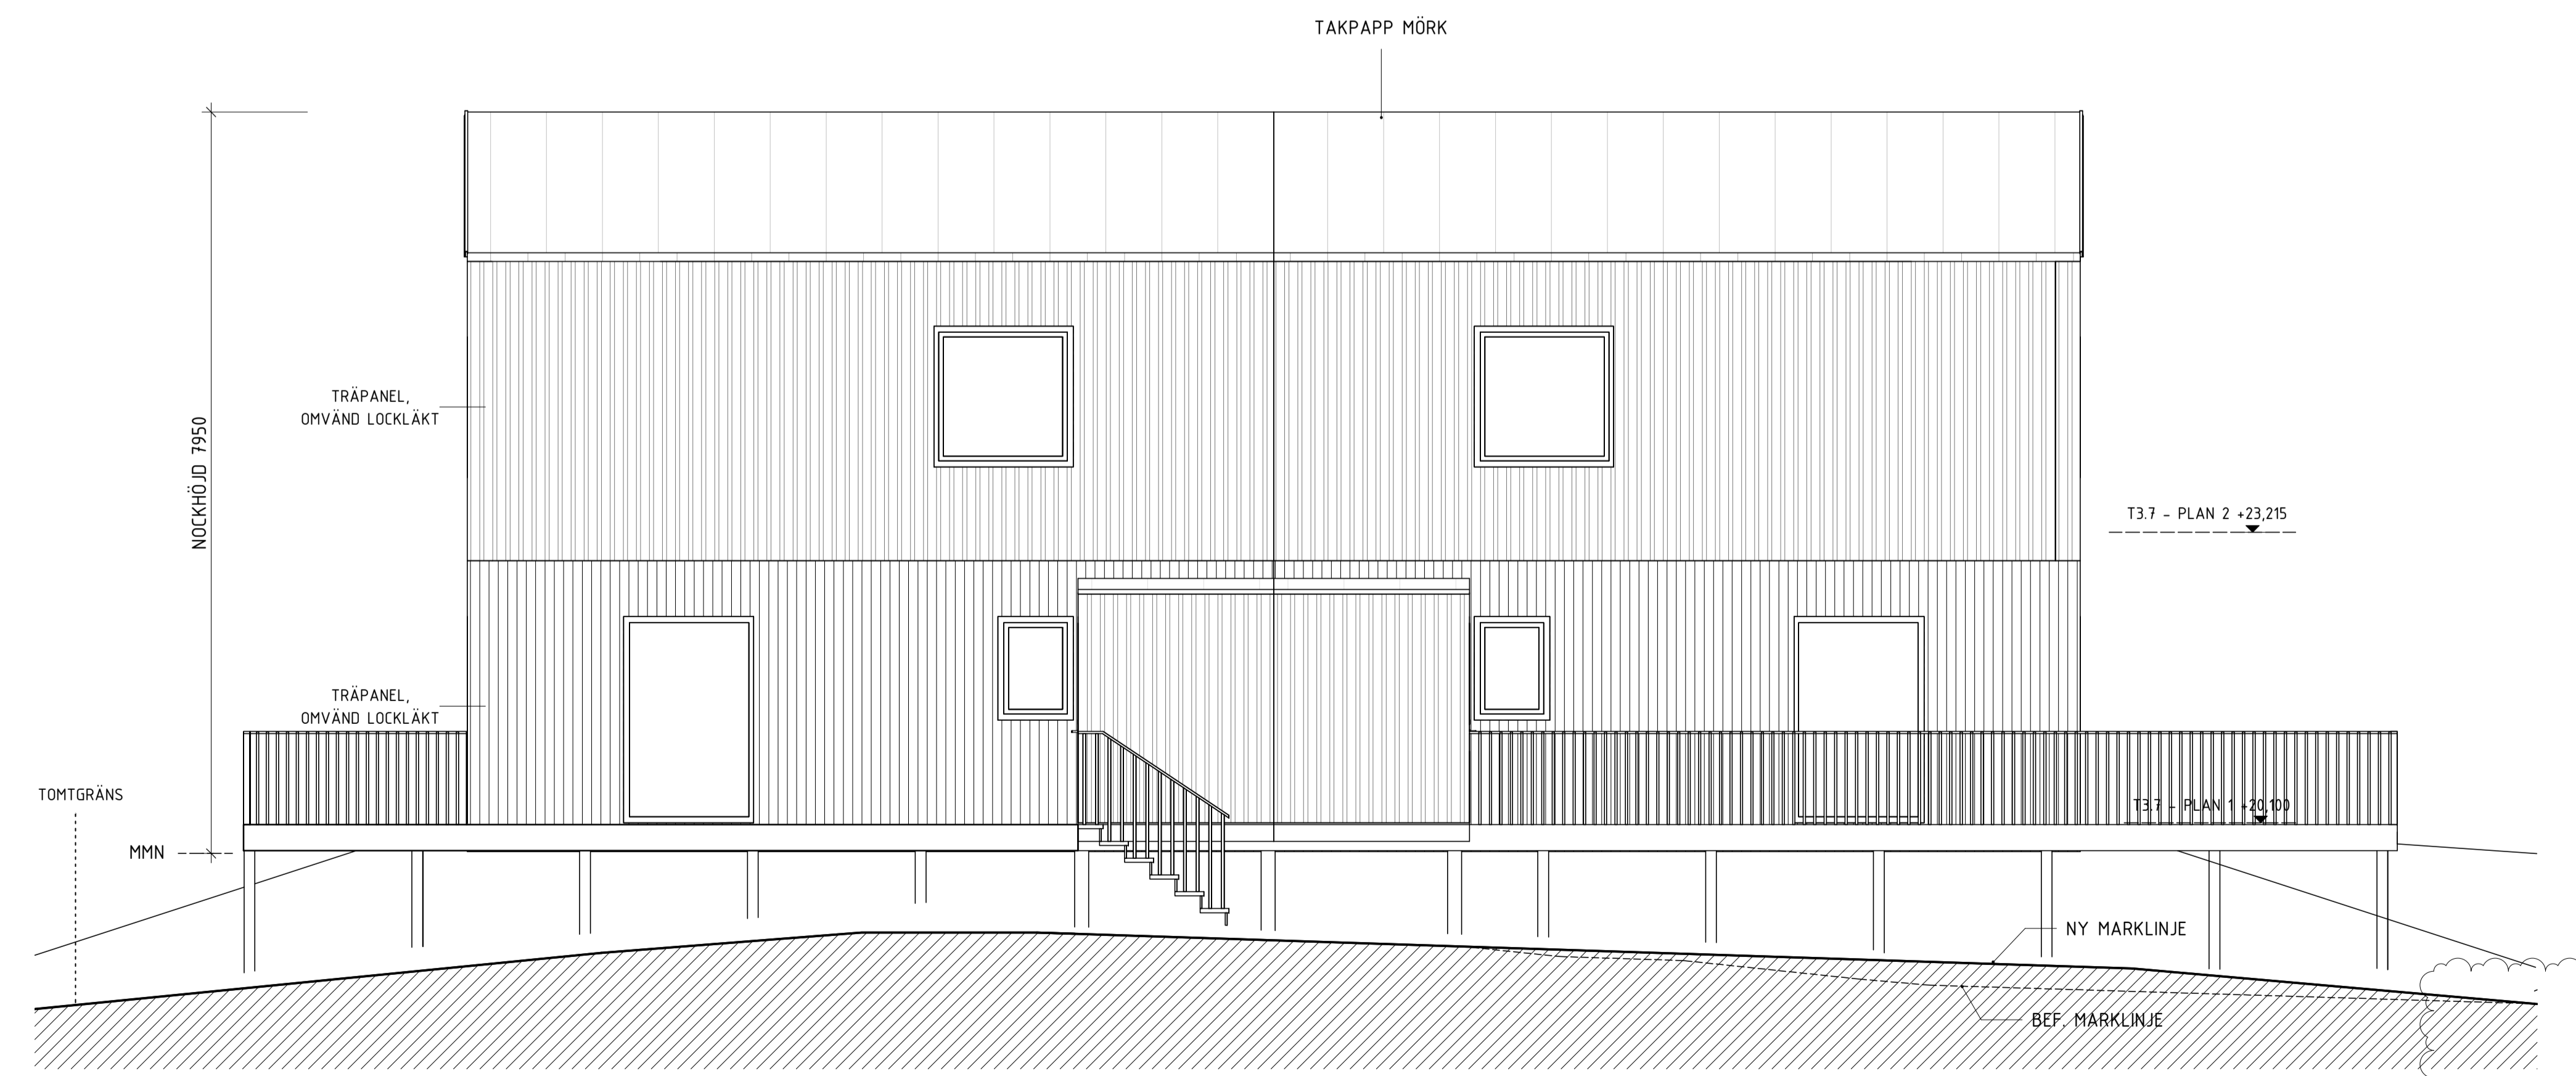 TAKPAPP MÖRK
NOCKHÖJD 7950
TRÄPANEL,
OMVÄND LOCKLÄKT
T3.7 - PLAN 2 +23,215
TRÄPANEL,
OMVÄND LOCKLÄKT
TOMTGRÄNS
T3.7 - PLAN 1 +20,100
MMN
NY MARKLINJE
BEF. MARKLINJE